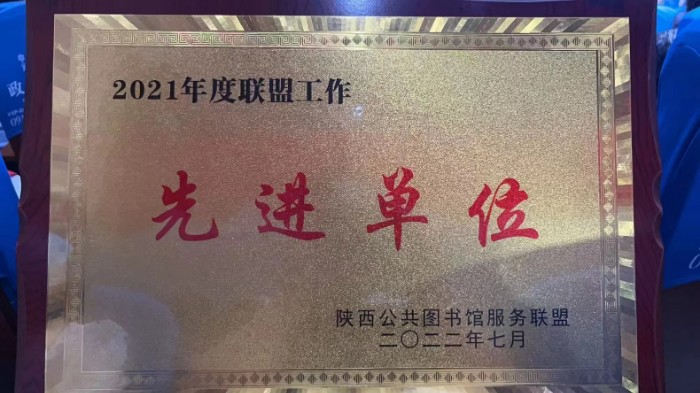 2021年度联盟工作
先进单位
陕西公共图书馆服务联盟
二〇二二年七月